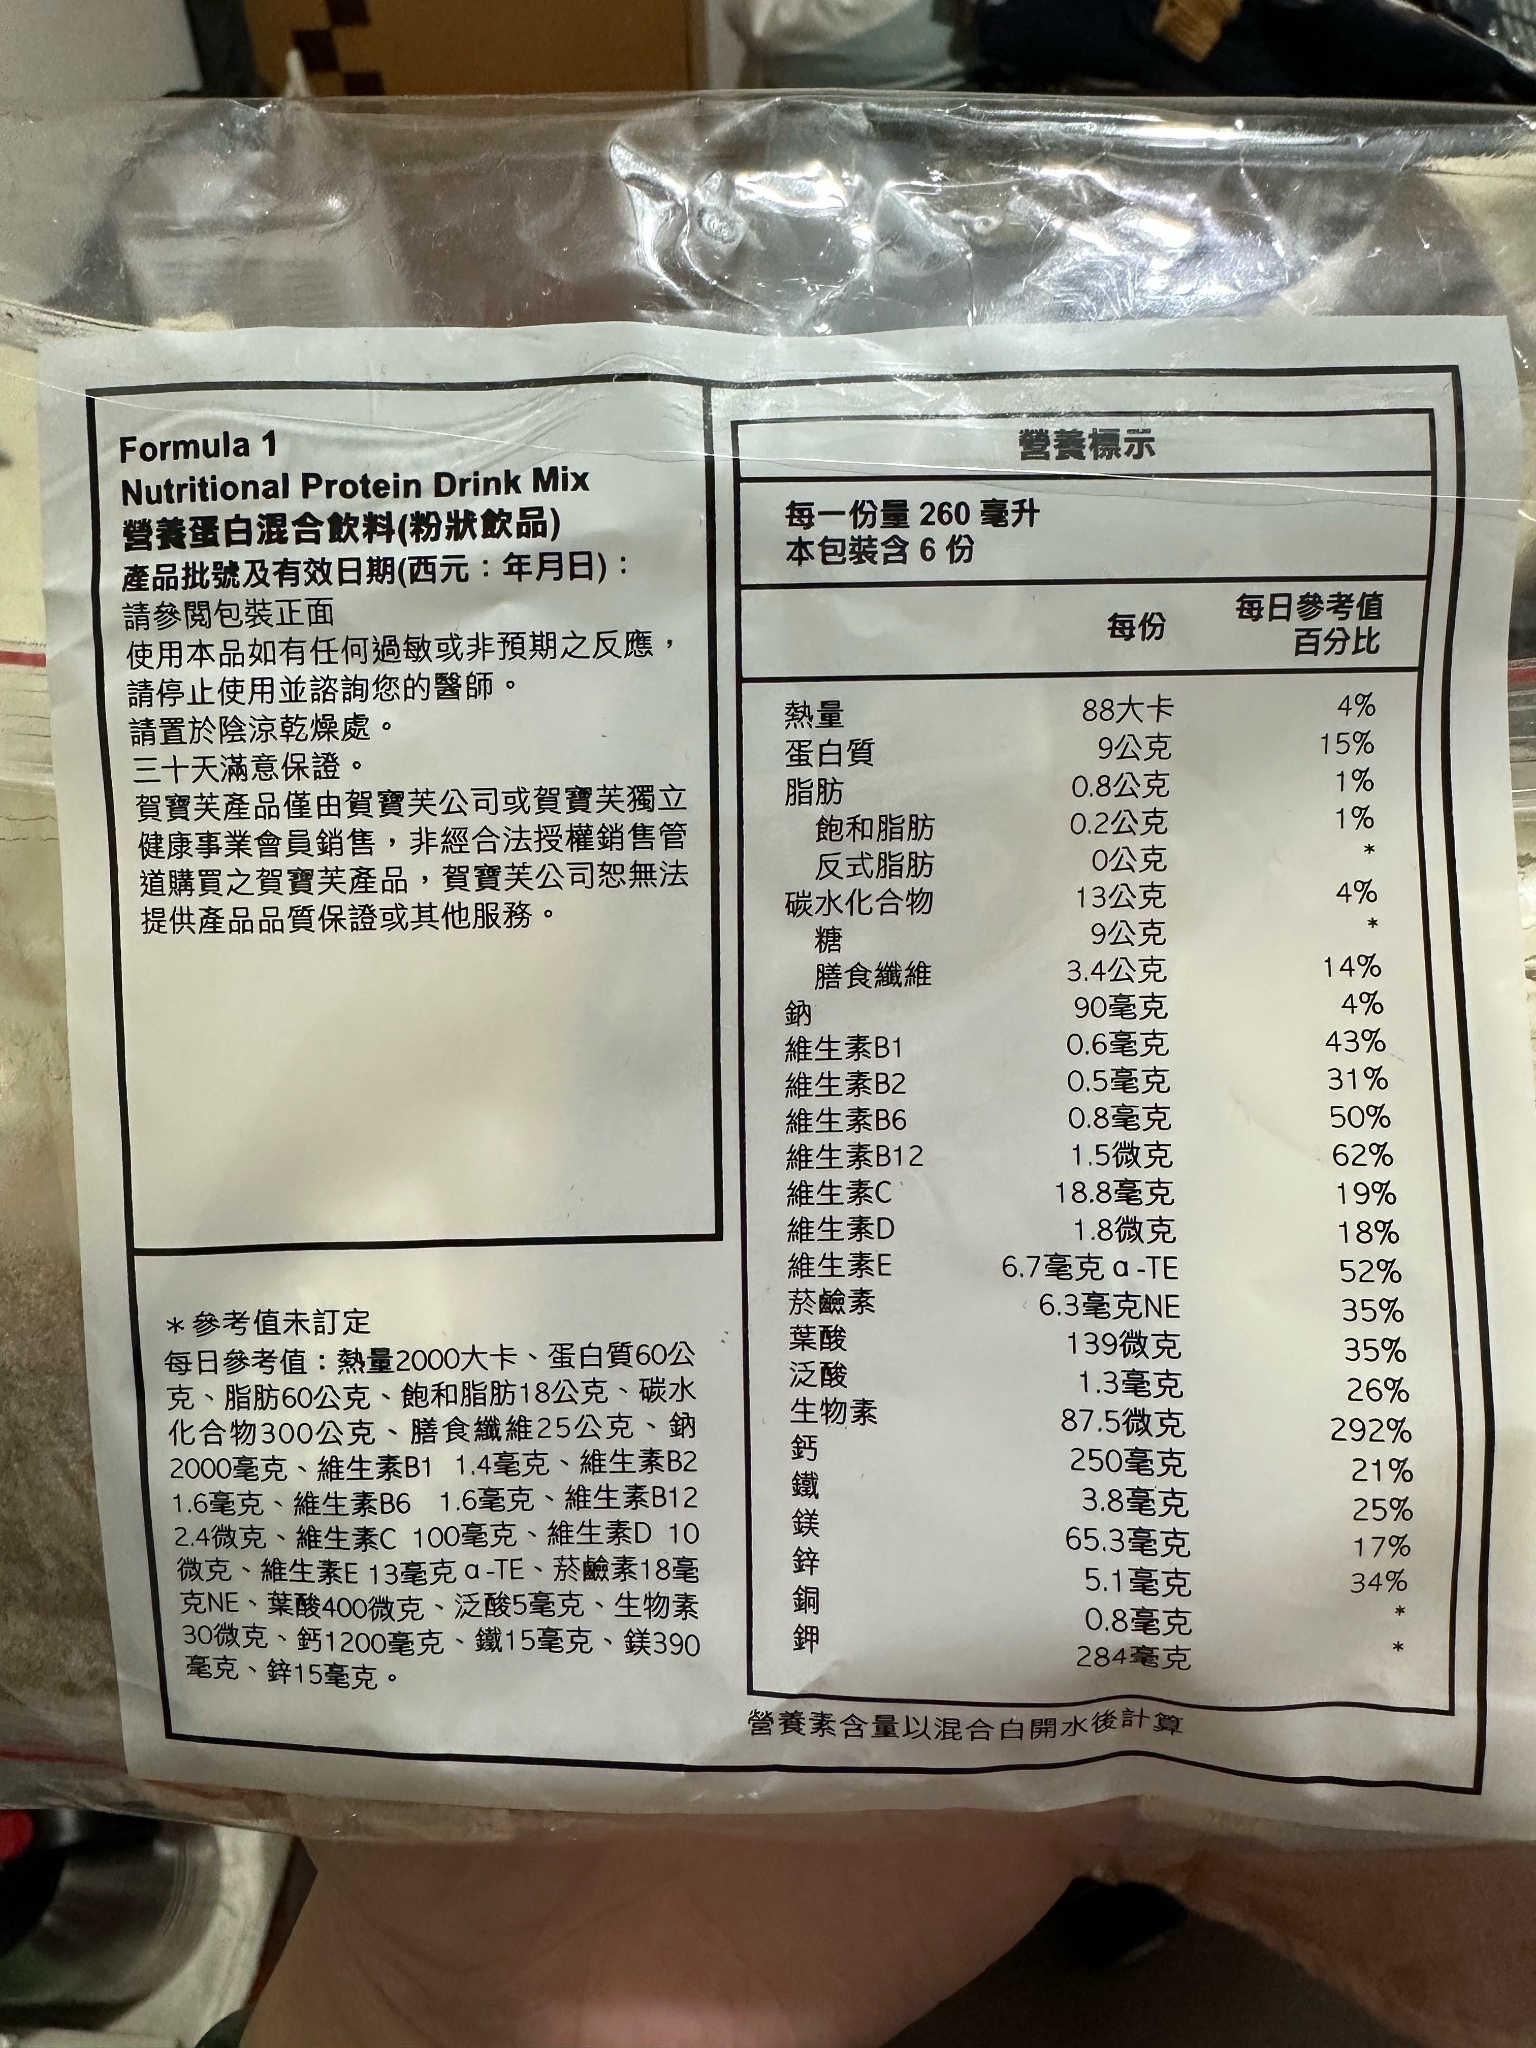 Formula 1
Nutritional Protein Drink Mix
營養蛋白混合飲料(粉狀飲品)
產品批號及有效日期(西元：年月日)：
請參閱包裝正面
使用本品如有任何過敏或非預期之反應，
請停止使用並諮詢您的醫師。
請置於陰涼乾燥處。
三十天滿意保證。
賀寶芙產品僅由賀寶芙公司或賀寶芙獨立
健康事業會員銷售，非經合法授權銷售管
道購買之賀寶芙產品，賀寶芙公司恕無法
提供產品品質保證或其他服務。
＊參考值未訂定
每日參考值：熱量2000大卡、蛋白質60公
克、脂肪60公克、飽和脂肪18公克、碳水
化合物300公克、膳食纖維25公克、鈉
2000毫克、維生素B1 1.4毫克、維生素B2
1.6毫克、維生素B6 1.6毫克、維生素B12
2.4微克、維生素C 100毫克、維生素D 10
微克、維生素E 13毫克 α-TE、菸鹼素18毫
克NE、葉酸400微克、泛酸5毫克、生物素
30微克、鈣1200毫克、鐵15毫克、鎂390
毫克、鋅15毫克。
營養標示
每一份量 260 毫升
本包裝含 6 份
每份 每日參考值
百分比
熱量 88大卡 4%
蛋白質 9公克 15%
脂肪 0.8公克 1%
飽和脂肪 0.2公克 1%
反式脂肪 0公克 *
碳水化合物 13公克 4%
糖 9公克 *
膳食纖維 3.4公克 14%
鈉 90毫克 4%
維生素B1 0.6毫克 43%
維生素B2 0.5毫克 31%
維生素B6 0.8毫克 50%
維生素B12 1.5微克 62%
維生素C 18.8毫克 19%
維生素D 1.8微克 18%
維生素E 6.7毫克 α-TE 52%
菸鹼素 6.3毫克NE 35%
葉酸 139微克 35%
泛酸 1.3毫克 26%
生物素 87.5微克 292%
鈣 250毫克 21%
鐵 3.8毫克 25%
鎂 65.3毫克 17%
鋅 5.1毫克 34%
銅 0.8毫克 *
鉀 284毫克 *
營養素含量以混合白開水後計算